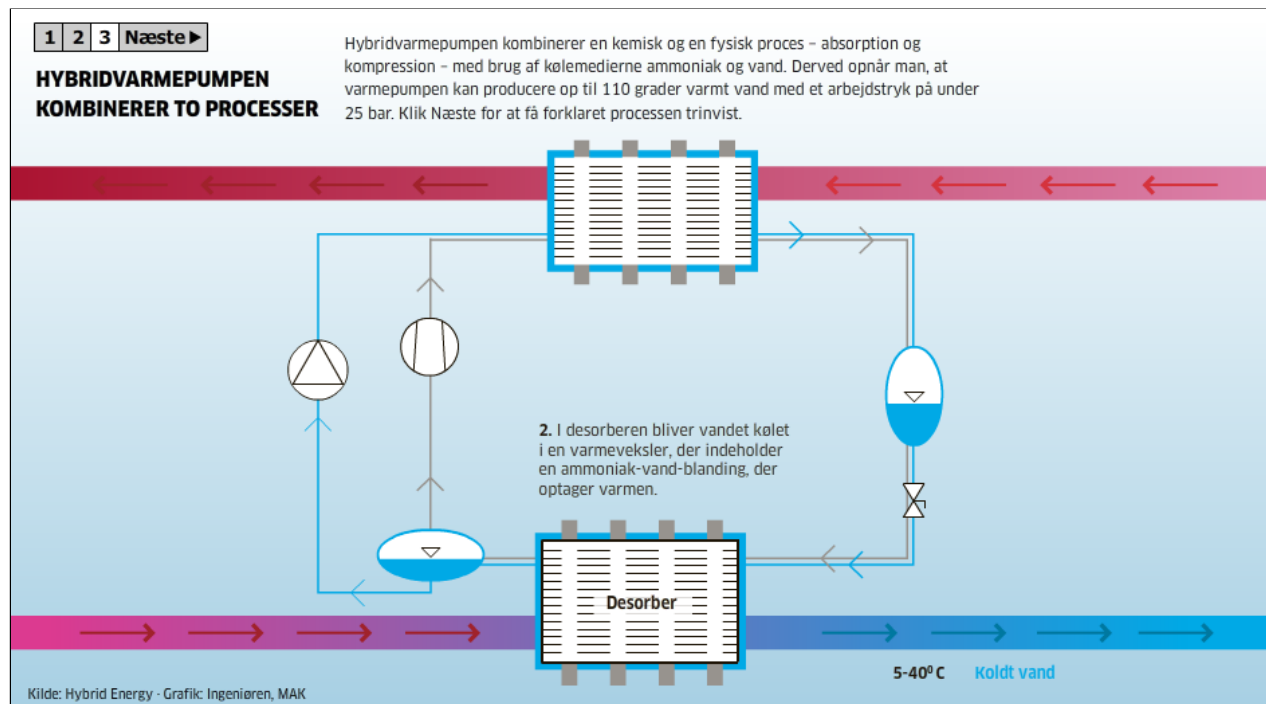 1 2 3 Næste►
HYBRIDVARMEPUMPEN
KOMBINERER TO PROCESSER
Hybridvarmepumpen kombinerer en kemisk og en fysisk proces – absorption og
kompression – med brug af kølemedierne ammoniak og vand. Derved opnår man, at
varmepumpen kan producere op til 110 grader varmt vand med et arbejdstryk på under
25 bar. Klik Næste for at få forklaret processen trinvist.
2. I desorberen bliver vandet kølet
i en varmeveksler, der indeholder
en ammoniak-vand-blanding, der
optager varmen.
Desorber
5-40⁰ C Koldt vand
Kilde: Hybrid Energy · Grafik: Ingeniøren, MAK